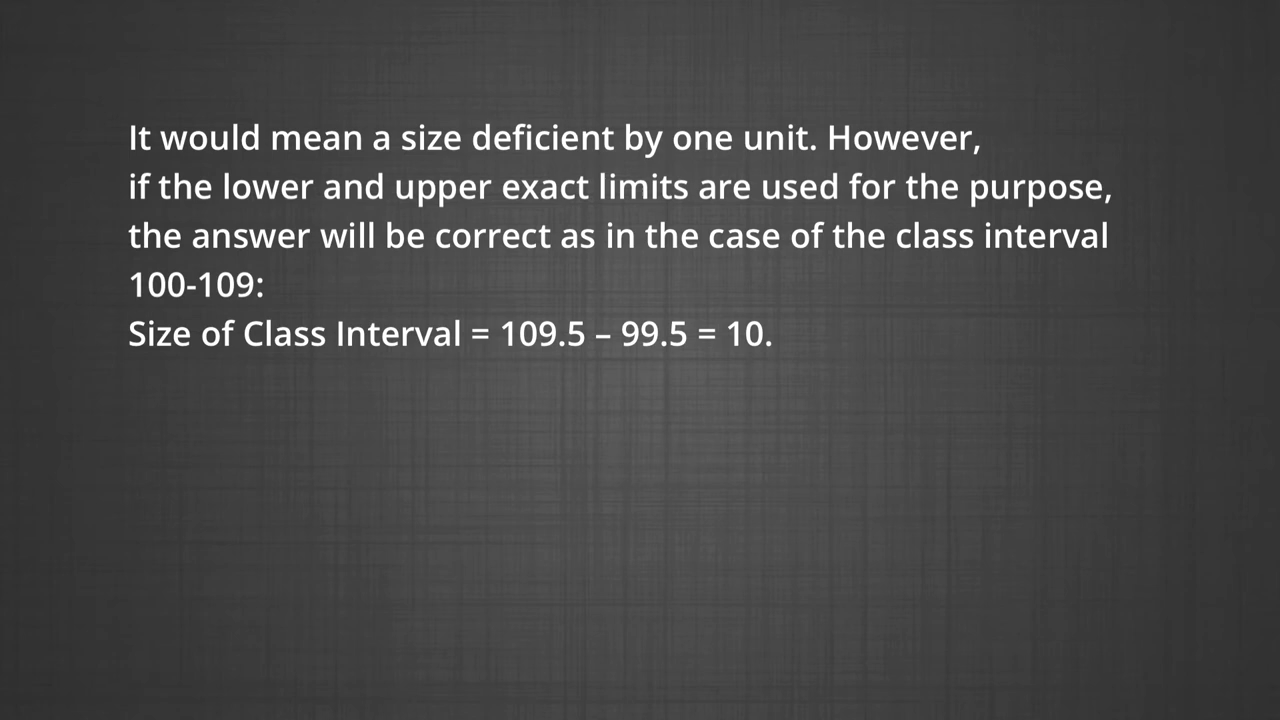 It would mean a size deficient by one unit. However,
if the lower and upper exact limits are used for the purpose,
the answer will be correct as in the case of the class interval
100-109:
Size of Class Interval = 109.5 – 99.5 = 10.